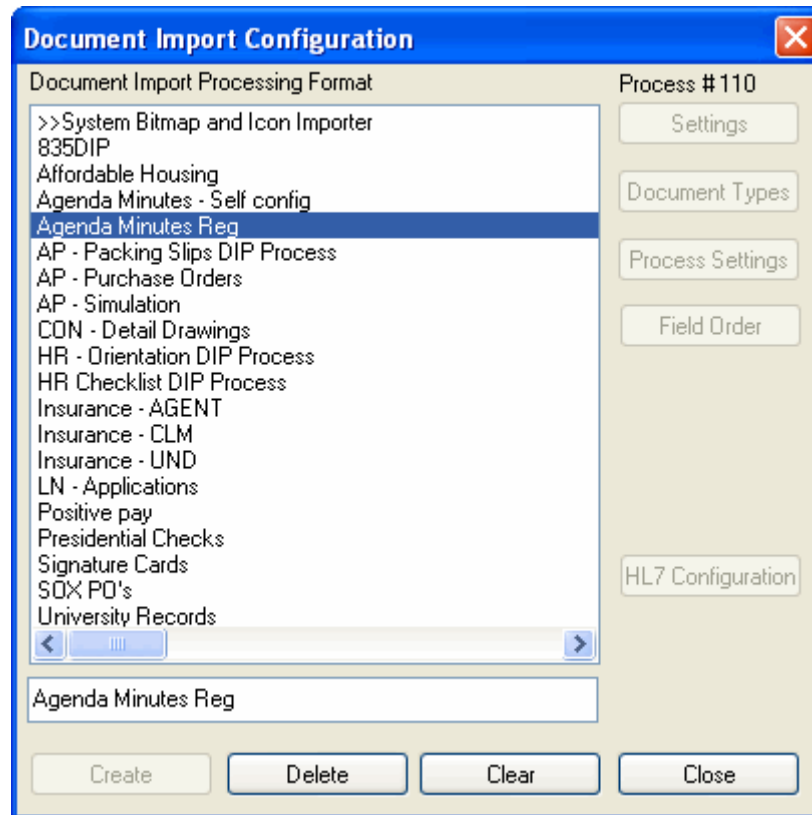 Document Import Configuration
Document Import Processing Format
Process # 110
>>System Bitmap and Icon Importer
Settings
835DIP
Affordable Housing
Document Types
Agenda Minutes - Self config
Agenda Minutes Reg
AP - Packing Slips DIP Process
Process Settings
AP - Purchase Orders
AP - Simulation
Field Order
CON - Detail Drawings
HR - Orientation DIP Process
HR Checklist DIP Process
Insurance - AGENT
Insurance - CLM
Insurance - UND
LN - Applications
Positive pay
Presidential Checks
Signature Cards
HL7 Configuration
SOX PO's
University Records
Agenda Minutes Reg
Create
Delete
Clear
Close